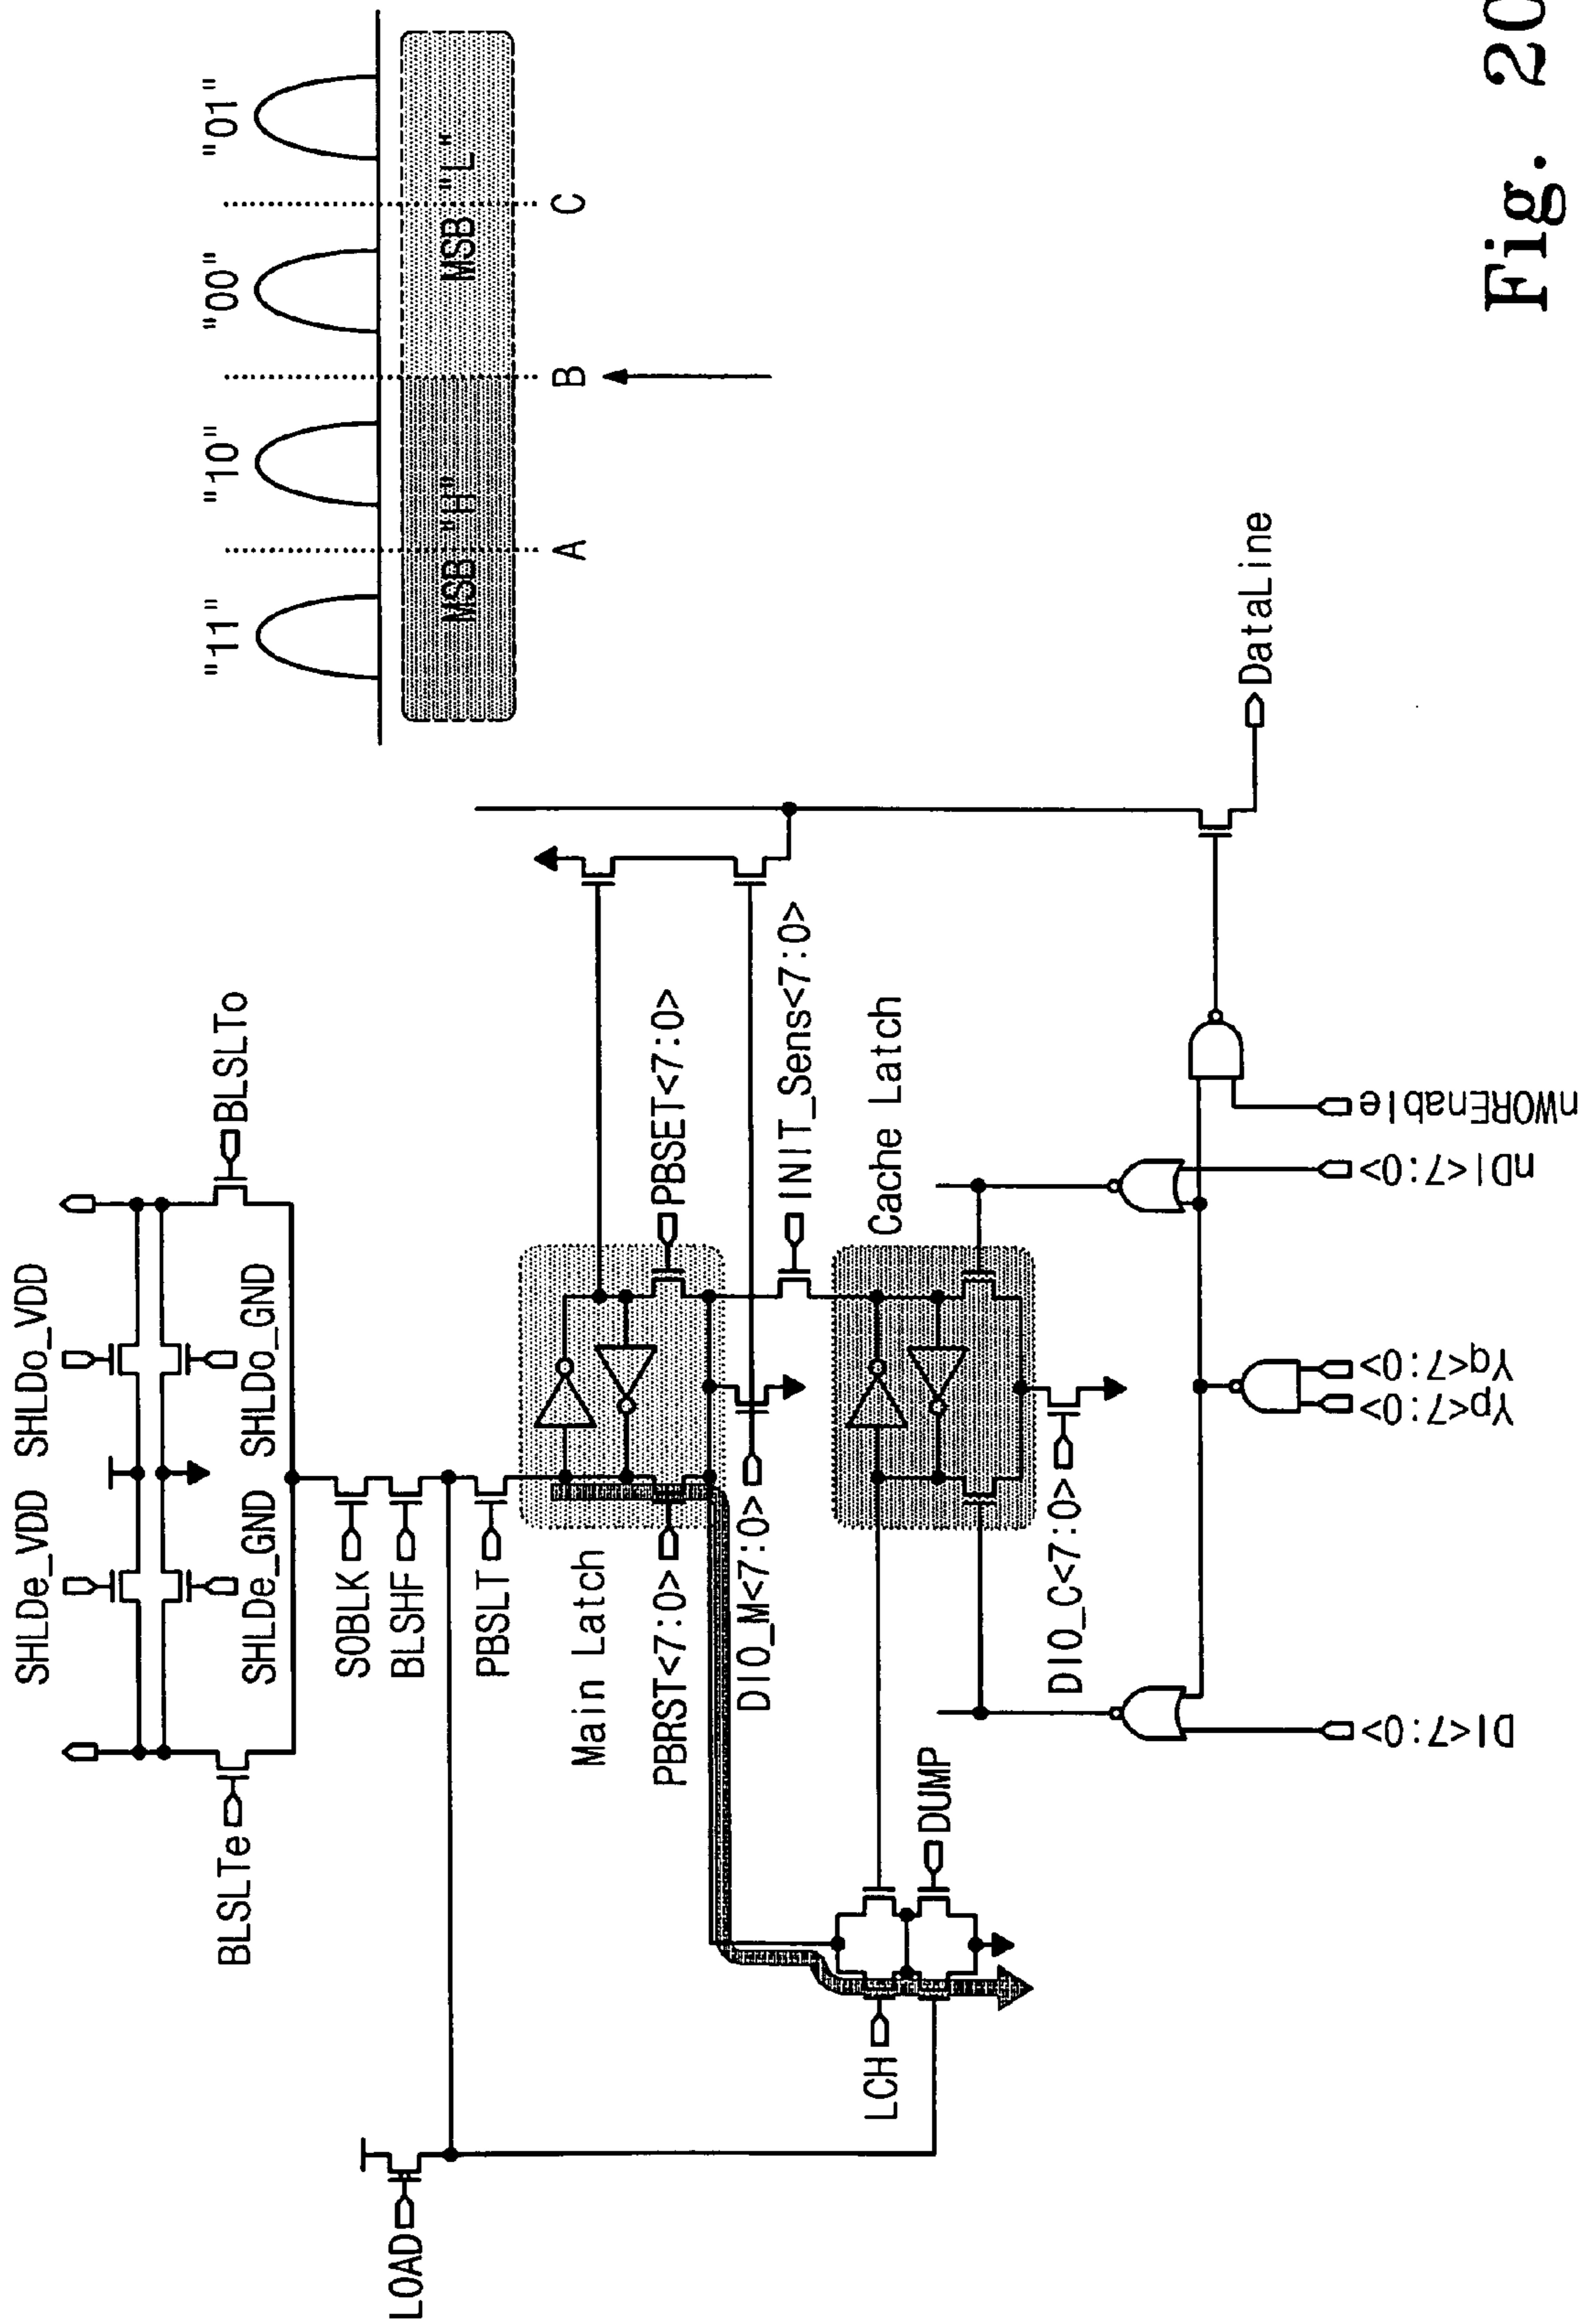 SHLDe_VDD SHLDo_VDD
BLSLTe
SHLDe_GND SHLDo_GND
BLSLTo
LOAD
SOBLK
BLSHF
PBSLT
Main Latch
PBRST<7:0>
PBSET<7:0>
DIO_M<7:0>
INIT_Sens<7:0>
LCH
DUMP
Cache Latch
DIO_C<7:0>
DI<7:0>
Yp<7:0>
Yq<7:0>
nDI<7:0>
nWOREnable
DataLine
"11"
"10"
"00"
"01"
MSB "H"
MSB "L"
A
B
C
Fig. 20